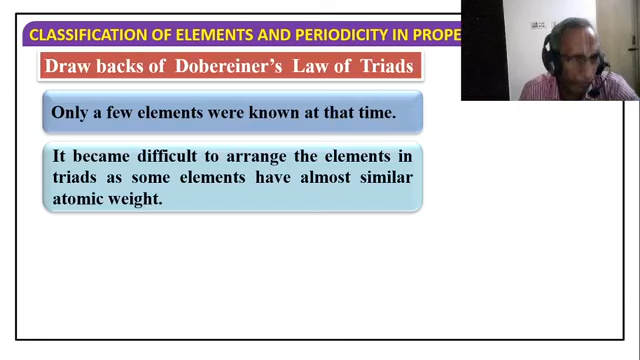 CLASSIFICATION OF ELEMENTS AND PERIODICITY IN PROPE
Draw backs of Dobereiner's Law of Triads
Only a few elements were known at that time.
It became difficult to arrange the elements in
triads as some elements have almost similar
atomic weight.